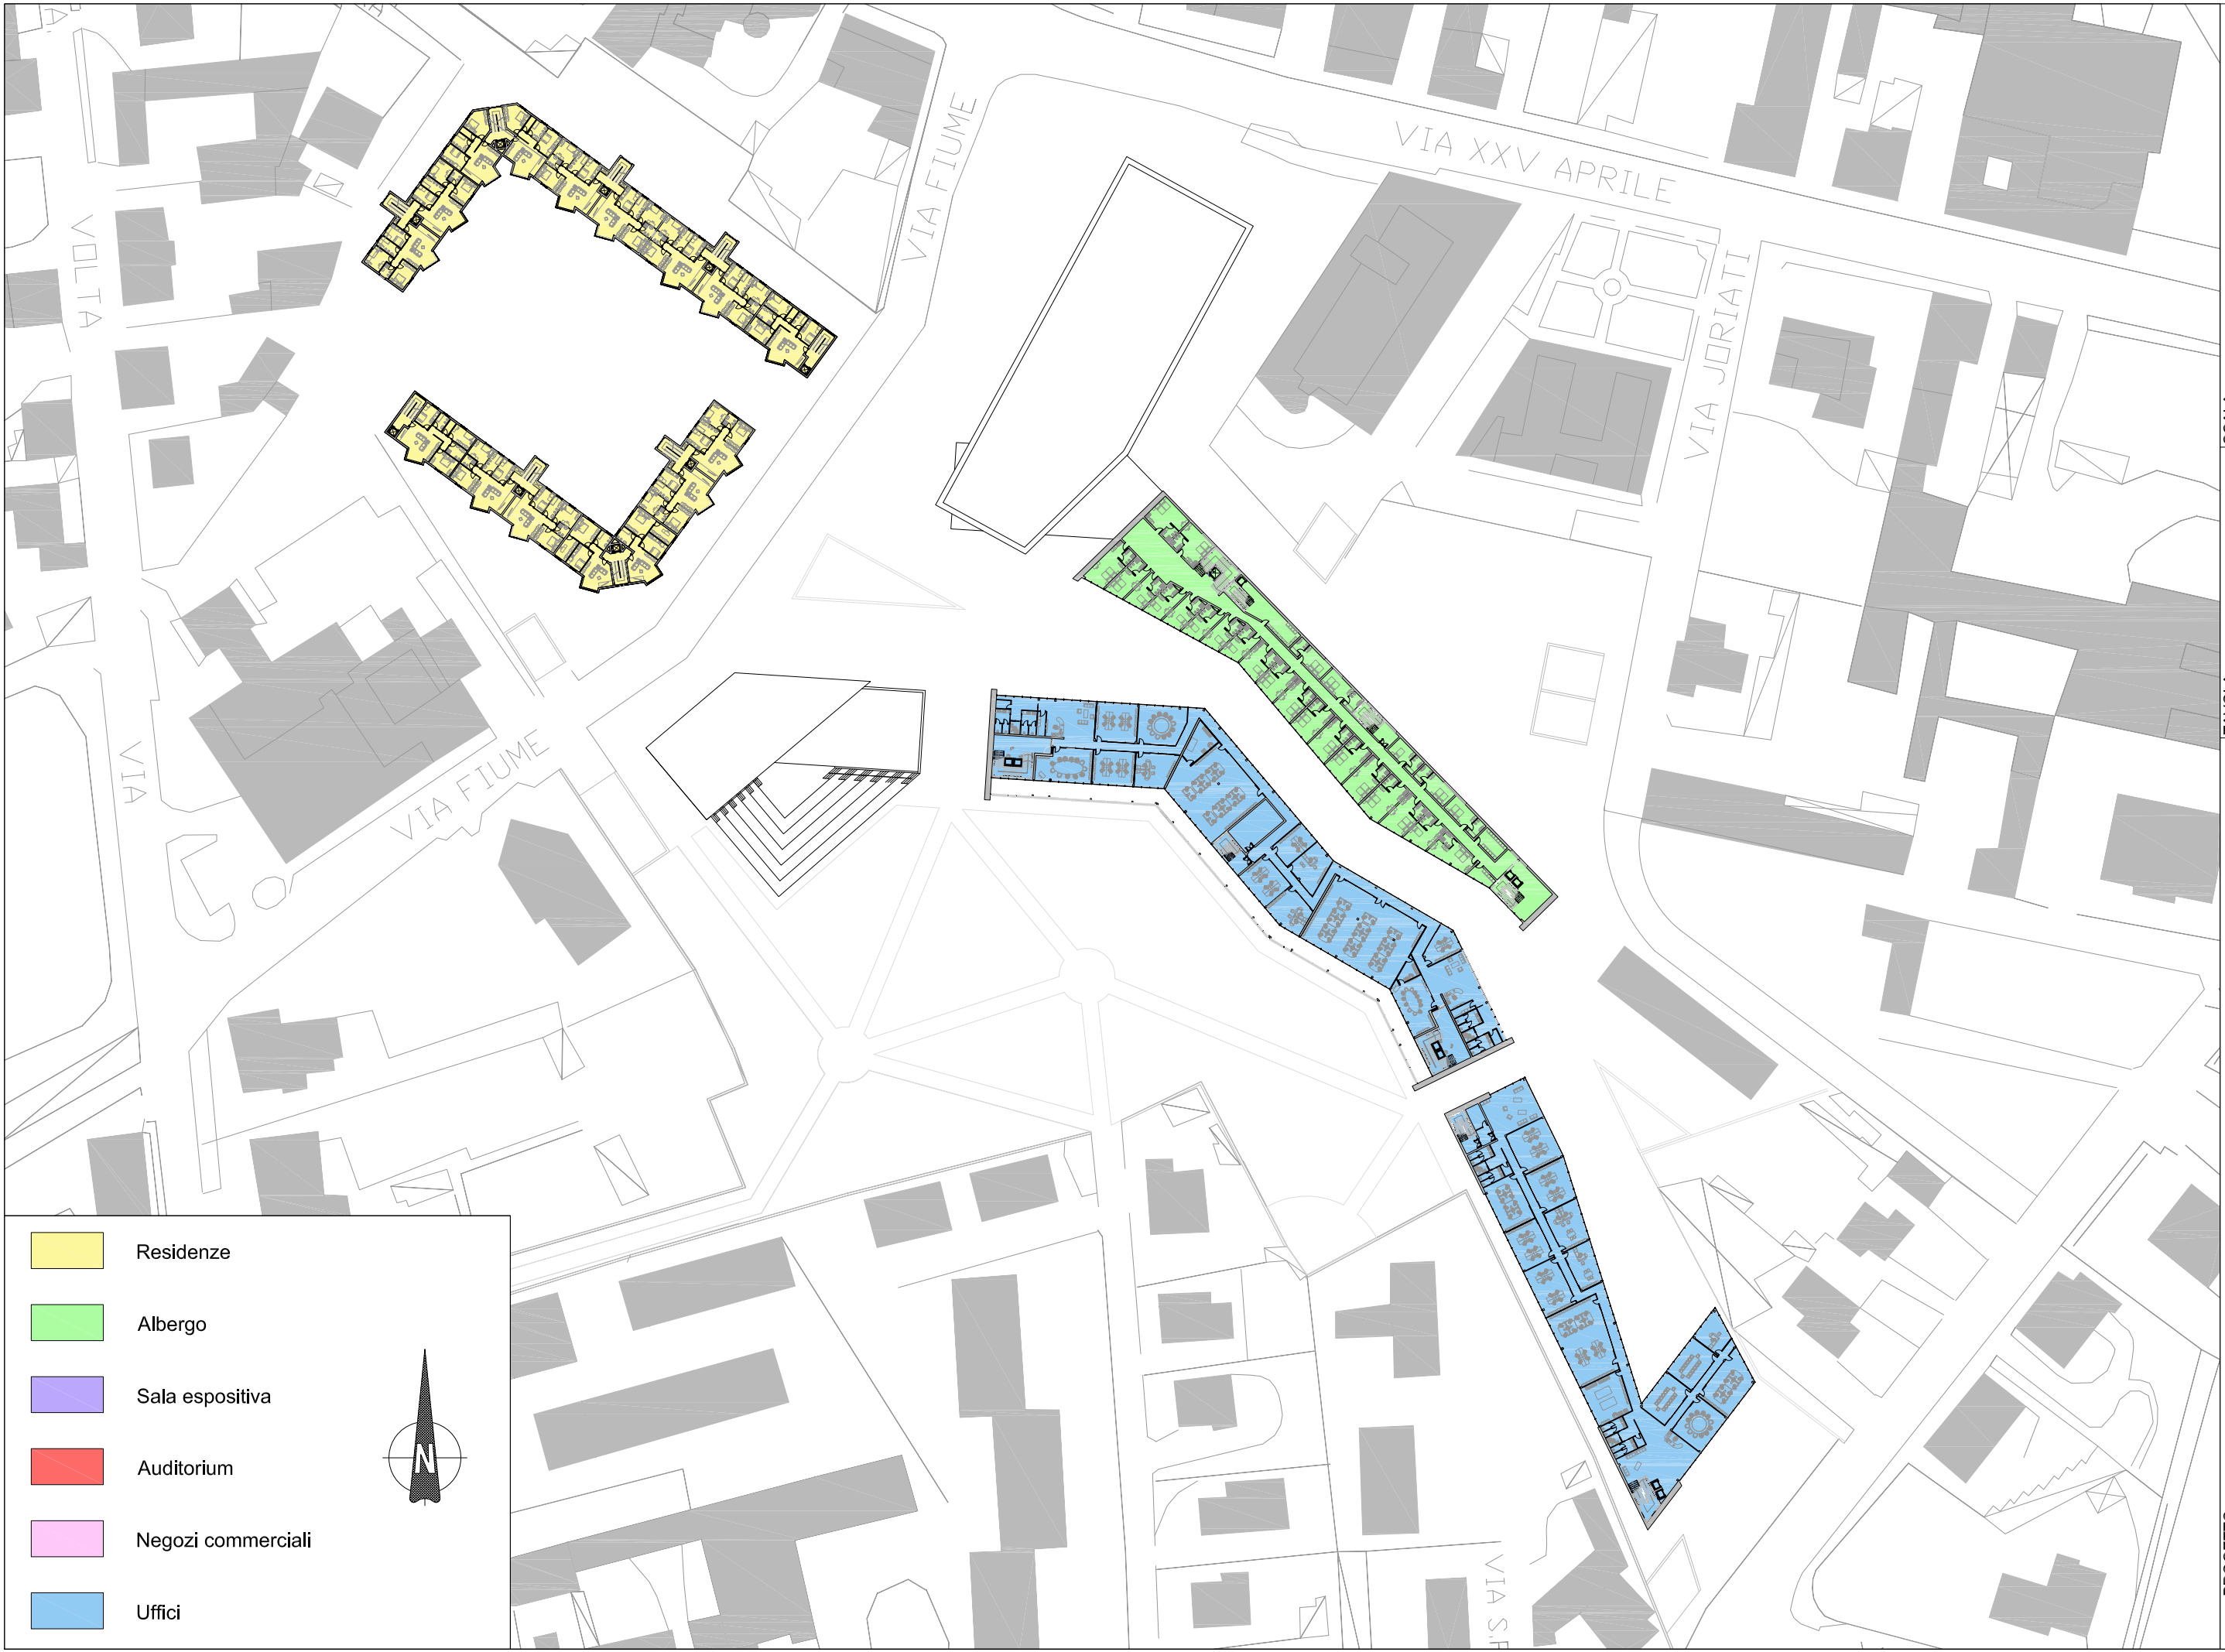 VIA XXV APRILE
VIA FIUME
VOLTA
VIA JORIATI
VIA
VIA FIUME
Residenze
Albergo
Sala espositiva
Auditorium
Negozi commerciali
Uffici
N
VIA